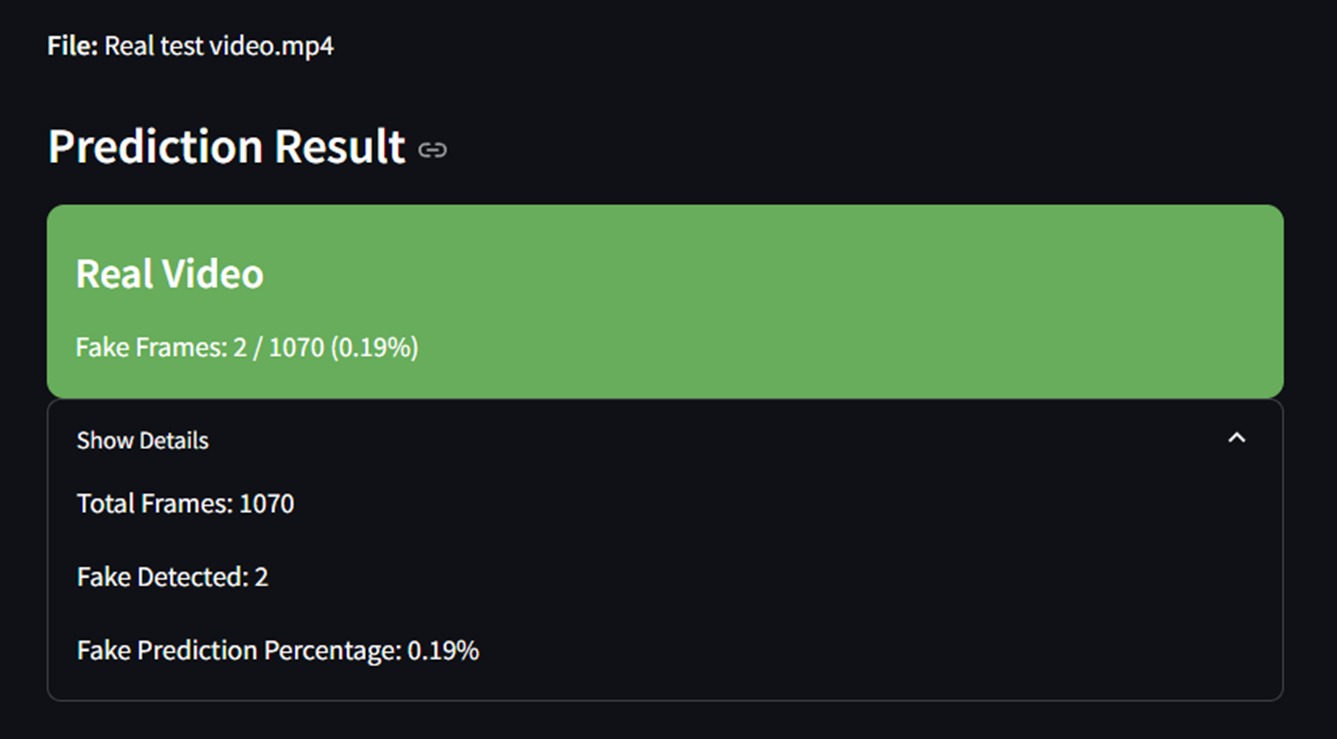 File: Real test video.mp4
Prediction Result
Real Video
Fake Frames: 2 / 1070 (0.19%)
Show Details
Total Frames: 1070
Fake Detected: 2
Fake Prediction Percentage: 0.19%